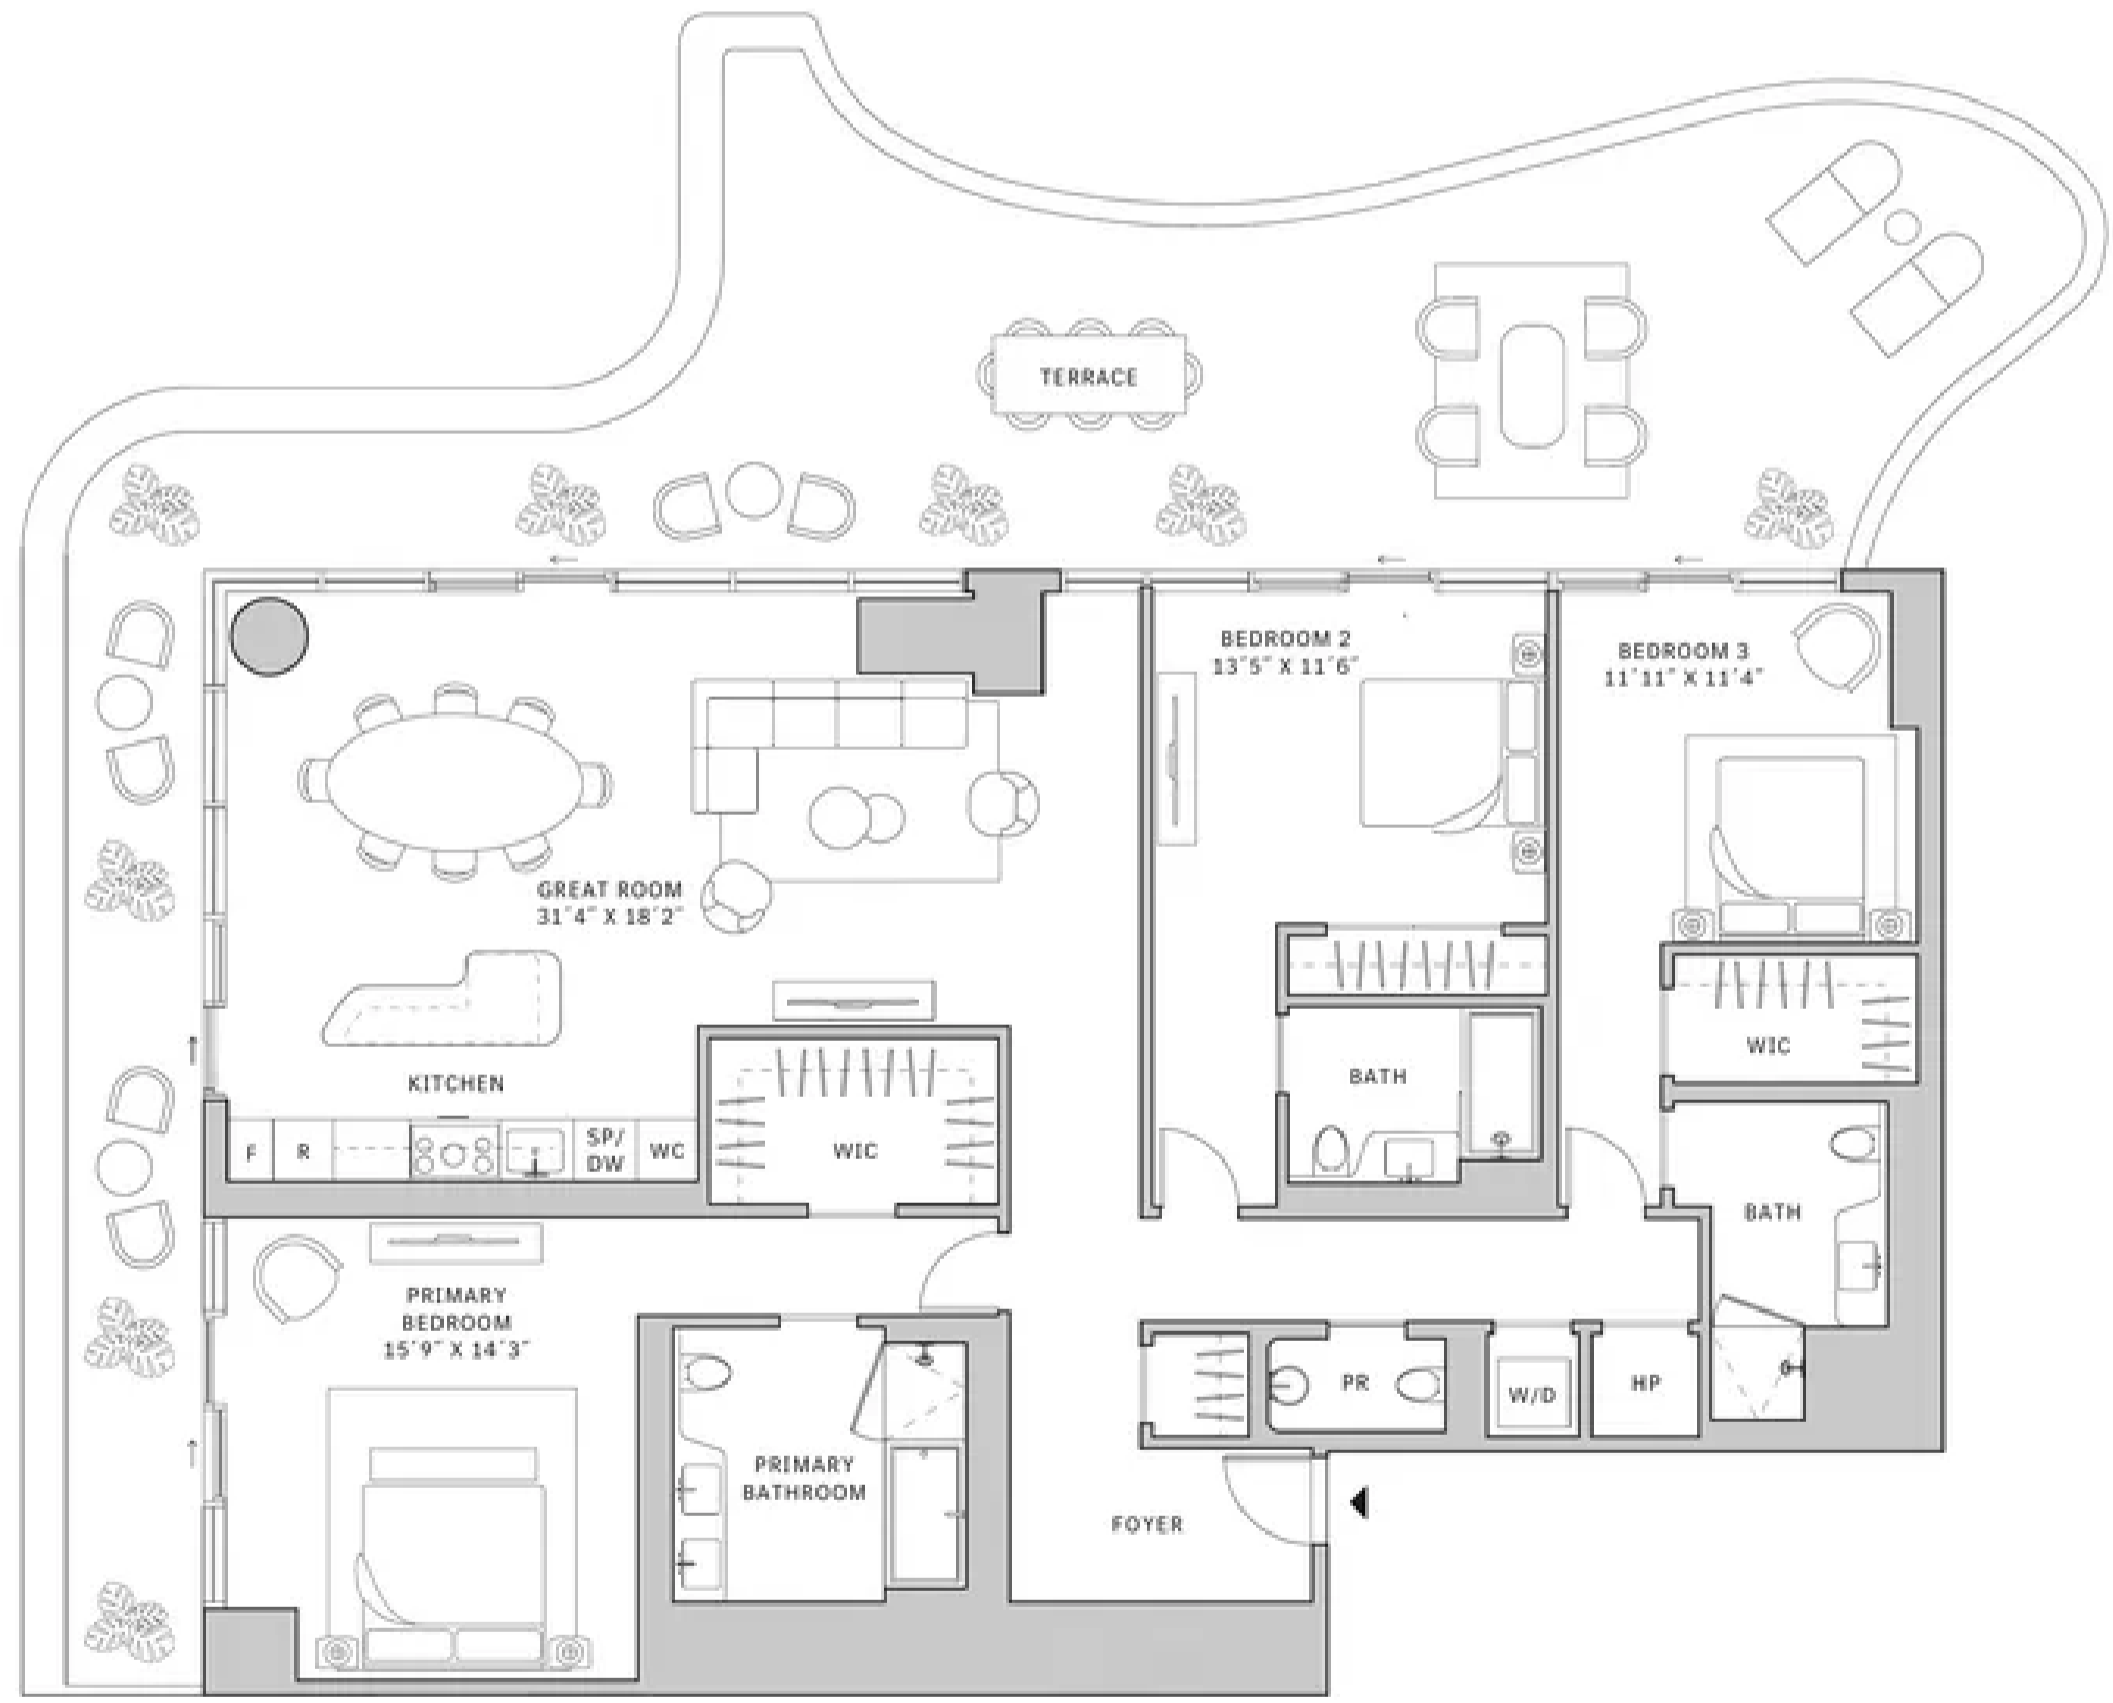 TERRACE
BEDROOM 2
13´5˝ X 11´6˝
BEDROOM 3
11´11˝ X 11´4˝
GREAT ROOM
31´4˝ X 18´2˝
KITCHEN
F
R
SP/
DW
WC
WIC
BATH
WIC
BATH
PRIMARY
BEDROOM
15´9˝ X 14´3˝
PRIMARY
BATHROOM
PR
W/D
HP
FOYER